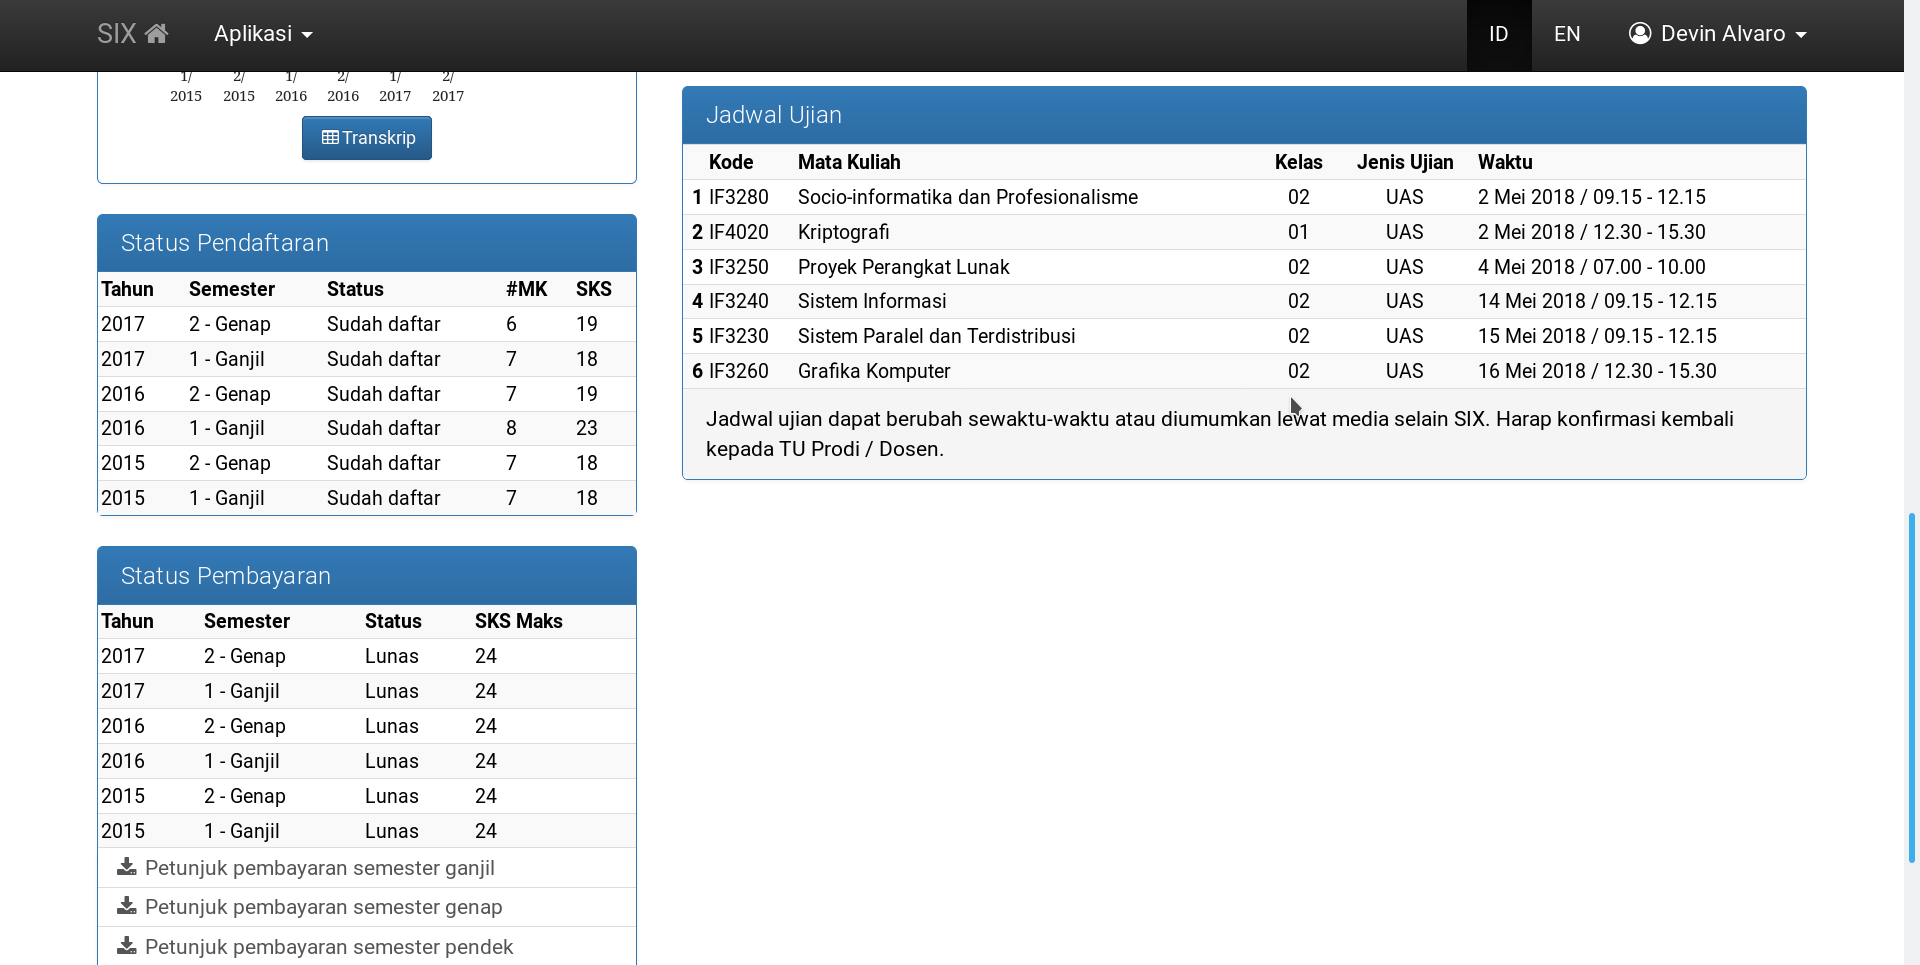 SIX Aplikasi ID EN Devin Alvaro
1/ 2/ 1/ 2/ 1/ 2/
2015 2015 2016 2016 2017 2017
Transkrip
Status Pendaftaran
Tahun Semester Status #MK SKS
2017 2 - Genap Sudah daftar 6 19
2017 1 - Ganjil Sudah daftar 7 18
2016 2 - Genap Sudah daftar 7 19
2016 1 - Ganjil Sudah daftar 8 23
2015 2 - Genap Sudah daftar 7 18
2015 1 - Ganjil Sudah daftar 7 18
Status Pembayaran
Tahun Semester Status SKS Maks
2017 2 - Genap Lunas 24
2017 1 - Ganjil Lunas 24
2016 2 - Genap Lunas 24
2016 1 - Ganjil Lunas 24
2015 2 - Genap Lunas 24
2015 1 - Ganjil Lunas 24
Petunjuk pembayaran semester ganjil
Petunjuk pembayaran semester genap
Petunjuk pembayaran semester pendek
Jadwal Ujian
Kode Mata Kuliah Kelas Jenis Ujian Waktu
1 IF3280 Socio-informatika dan Profesionalisme 02 UAS 2 Mei 2018 / 09.15 - 12.15
2 IF4020 Kriptografi 01 UAS 2 Mei 2018 / 12.30 - 15.30
3 IF3250 Proyek Perangkat Lunak 02 UAS 4 Mei 2018 / 07.00 - 10.00
4 IF3240 Sistem Informasi 02 UAS 14 Mei 2018 / 09.15 - 12.15
5 IF3230 Sistem Paralel dan Terdistribusi 02 UAS 15 Mei 2018 / 09.15 - 12.15
6 IF3260 Grafika Komputer 02 UAS 16 Mei 2018 / 12.30 - 15.30
Jadwal ujian dapat berubah sewaktu-waktu atau diumumkan lewat media selain SIX. Harap konfirmasi kembali
kepada TU Prodi / Dosen.